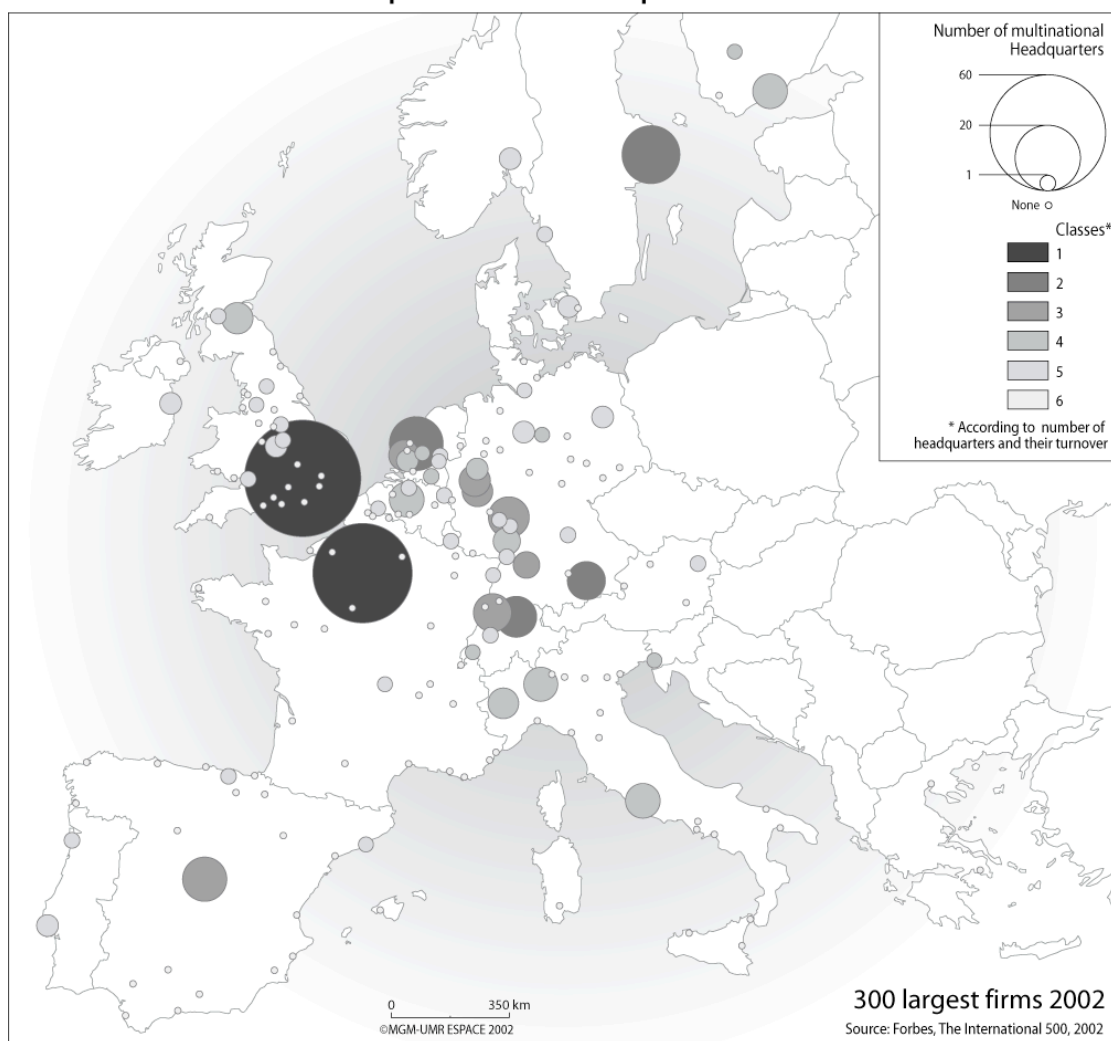 Number of multinational
Headquarters
60
20
1
None
Classes*
1
2
3
4
5
6
* According to number of
headquarters and their turnover
0 350 km
©MGM-UMR ESPACE 2002
300 largest firms 2002
Source: Forbes, The International 500, 2002